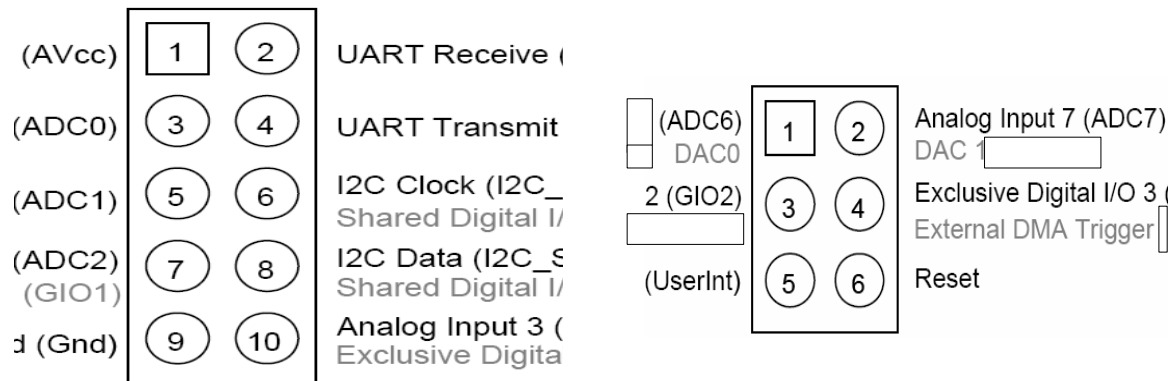 (AVcc) 1 2 UART Receive (
(ADC0) 3 4 UART Transmit
(ADC1) 5 6 I2C Clock (I2C_
Shared Digital I/
(ADC2) 7 8 I2C Data (I2C_S
(GIO1) Shared Digital I/
d (Gnd) 9 10 Analog Input 3 (
Exclusive Digita
(ADC6) 1 2 Analog Input 7 (ADC7)
DAC0 DAC 1
2 (GIO2) 3 4 Exclusive Digital I/O 3 (
External DMA Trigger
(UserInt) 5 6 Reset